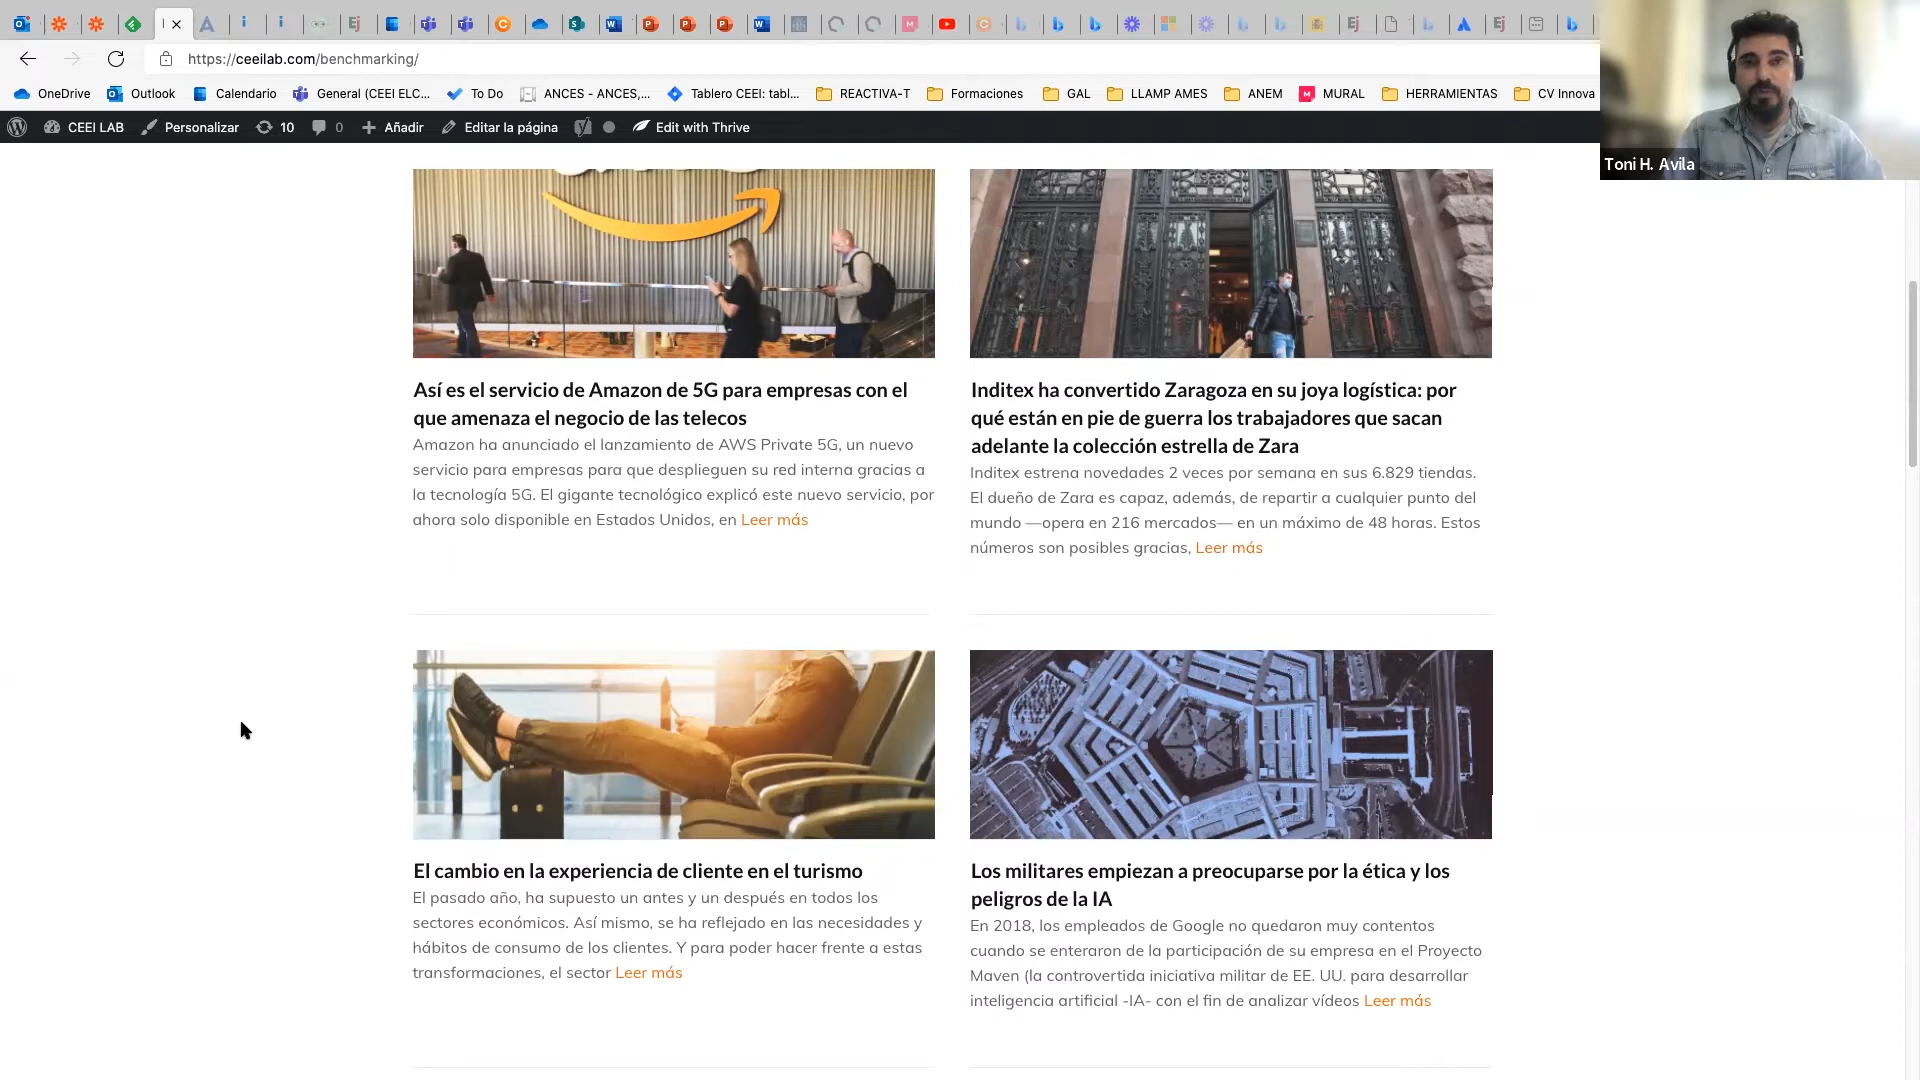 https://ceeilab.com/benchmarking/
OneDrive
Outlook
Calendario
General (CEEI ELC...
To Do
ANCES - ANCES,...
Tablero CEEI: tabl...
REACTIVA-T
Formaciones
GAL
LLAMP AMES
ANEM
MURAL
HERRAMIENTAS
CV Innova
CEEI LAB
Personalizar
10
0
Añadir
Editar la página
Edit with Thrive
Toni H. Avila
Así es el servicio de Amazon de 5G para empresas con el
que amenaza el negocio de las telecos
Amazon ha anunciado el lanzamiento de AWS Private 5G, un nuevo
servicio para empresas para que desplieguen su red interna gracias a
la tecnología 5G. El gigante tecnológico explicó este nuevo servicio, por
ahora solo disponible en Estados Unidos, en Leer más
Inditex ha convertido Zaragoza en su joya logística: por
qué están en pie de guerra los trabajadores que sacan
adelante la colección estrella de Zara
Inditex estrena novedades 2 veces por semana en sus 6.829 tiendas.
El dueño de Zara es capaz, además, de repartir a cualquier punto del
mundo —opera en 216 mercados— en un máximo de 48 horas. Estos
números son posibles gracias, Leer más
El cambio en la experiencia de cliente en el turismo
El pasado año, ha supuesto un antes y un después en todos los
sectores económicos. Así mismo, se ha reflejado en las necesidades y
hábitos de consumo de los clientes. Y para poder hacer frente a estas
transformaciones, el sector Leer más
Los militares empiezan a preocuparse por la ética y los
peligros de la IA
En 2018, los empleados de Google no quedaron muy contentos
cuando se enteraron de la participación de su empresa en el Proyecto
Maven (la controvertida iniciativa militar de EE. UU. para desarrollar
inteligencia artificial -IA- con el fin de analizar vídeos Leer más